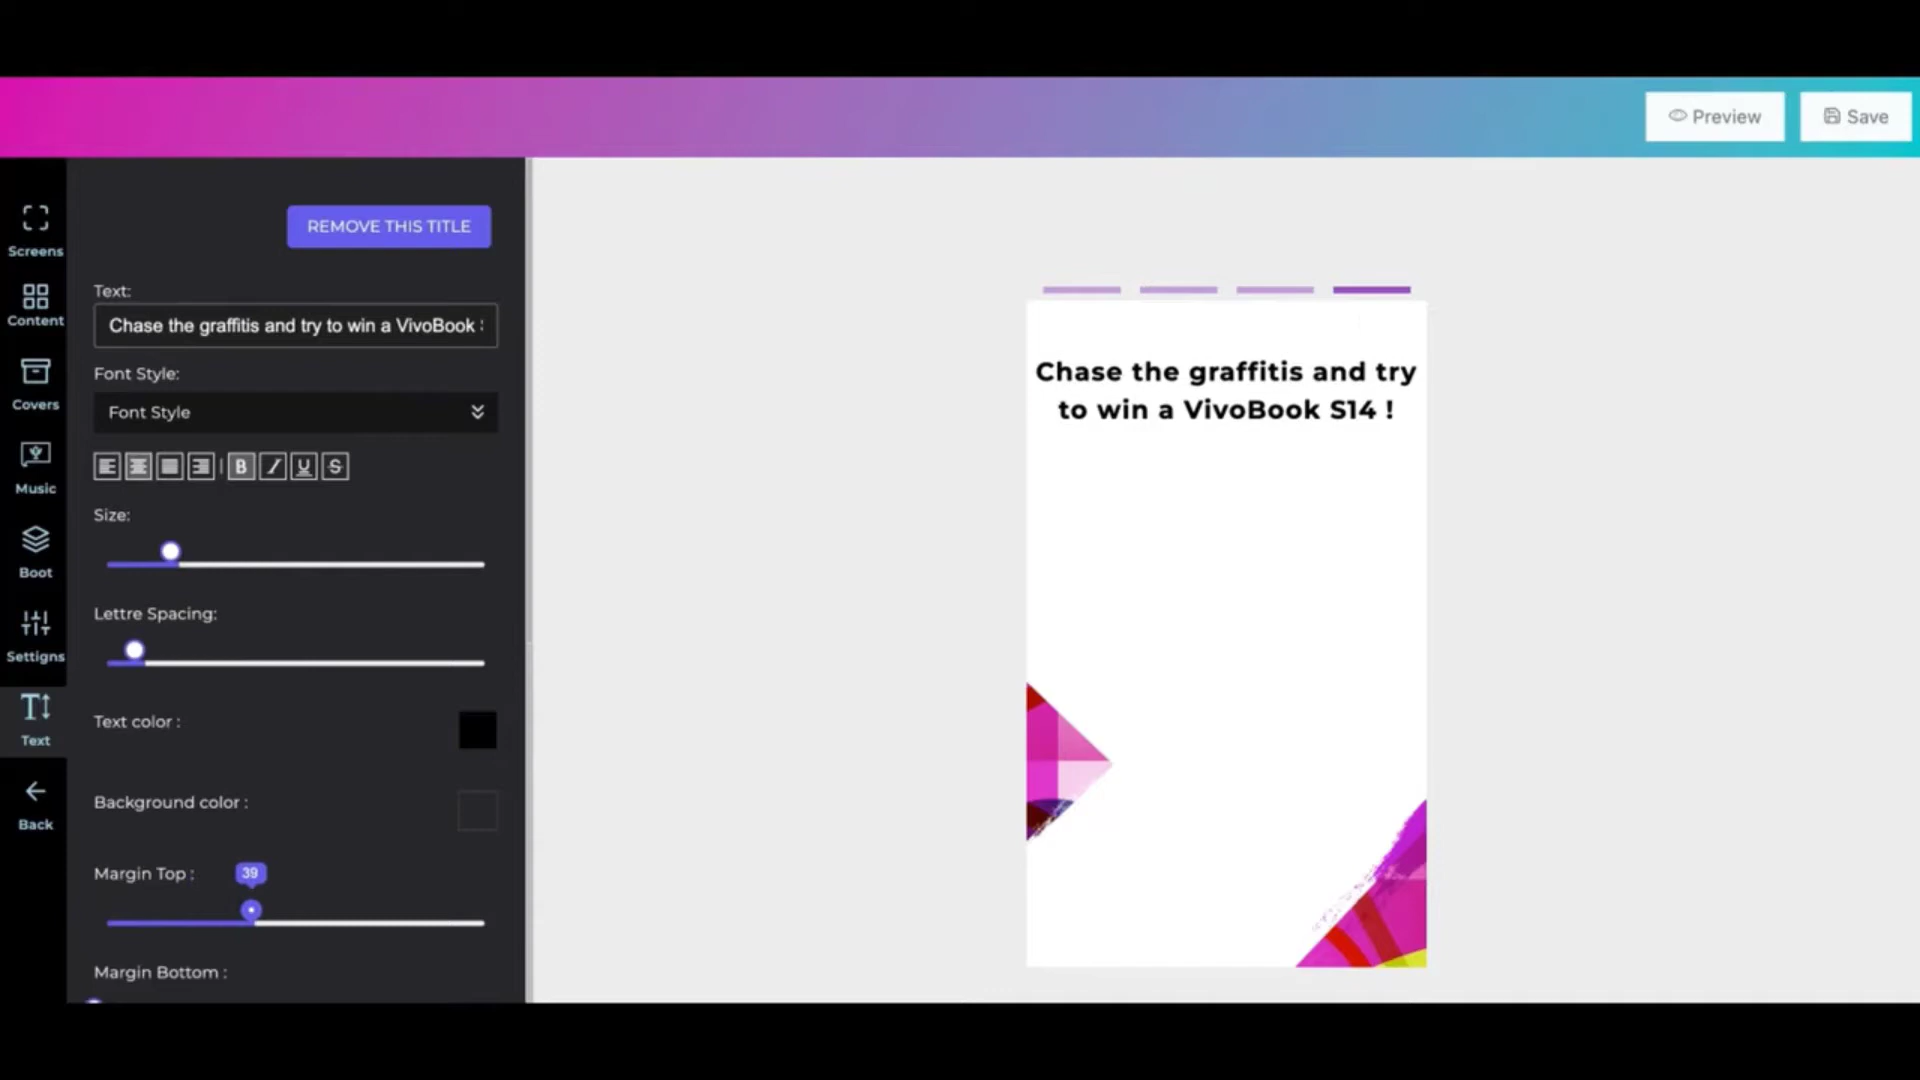 Preview
Save
Screens
Content
Covers
Music
Boot
Settigns
Text
Back
REMOVE THIS TITLE
Text:
Chase the graffitis and try to win a VivoBook
Font Style:
Font Style
B I U S
Size:
Lettre Spacing:
Text color :
Background color :
Margin Top :
39
Margin Bottom :
Chase the graffitis and try
to win a VivoBook S14 !